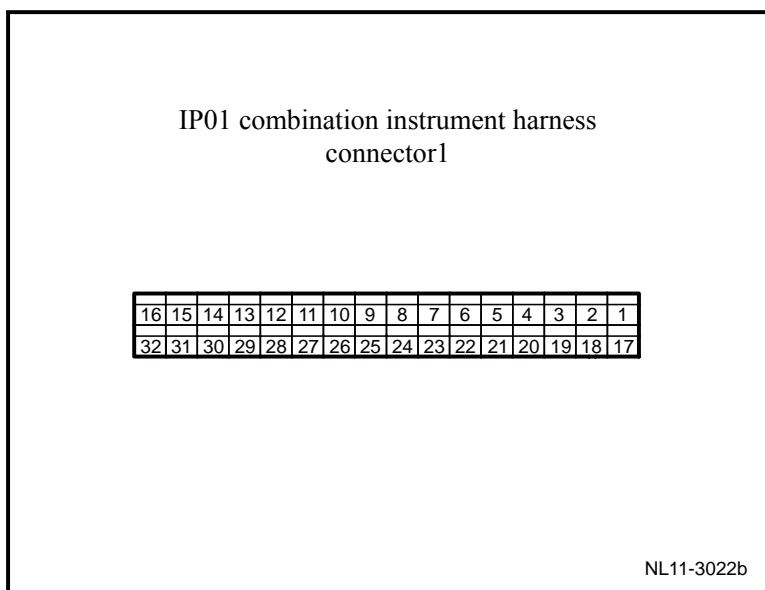 IP01 combination instrument harness
connector1
16 15 14 13 12 11 10 9 8 7 6 5 4 3 2 1
32 31 30 29 28 27 26 25 24 23 22 21 20 19 18 17
NL11-3022b